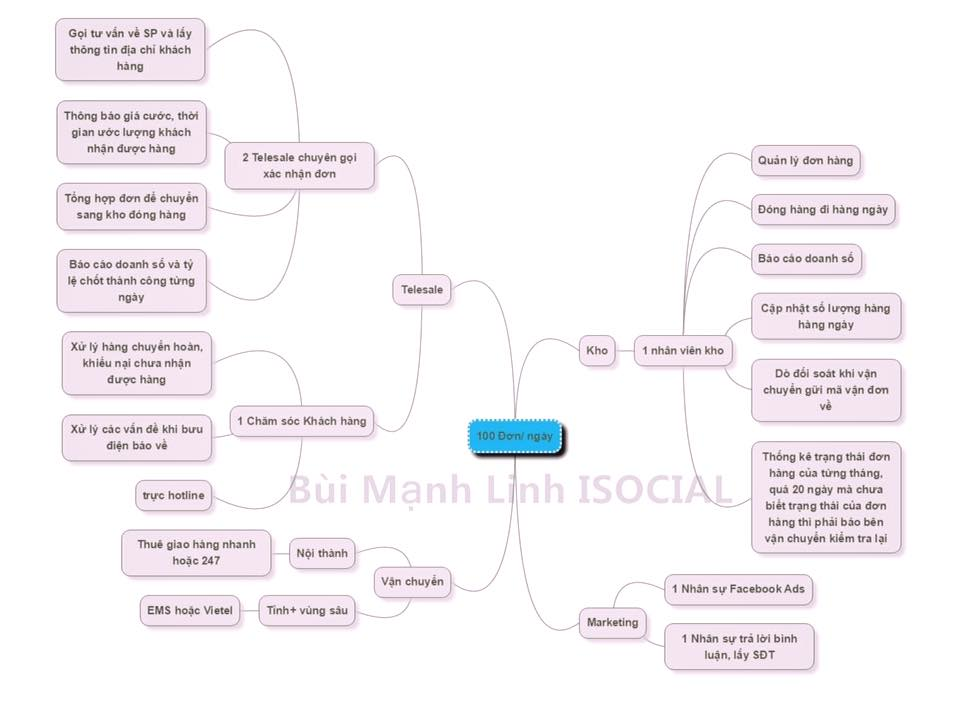 Gọi tư vấn về SP và lấy
thông tin địa chỉ khách
hàng
Thông báo giá cước, thời
gian ước lượng khách
nhận được hàng
2 Telesale chuyên gọi
xác nhận đơn
Tổng hợp đơn để chuyển
sang kho đóng hàng
Báo cáo doanh số và tỷ
lệ chốt thành công từng
ngày
Telesale
Xử lý hàng chuyển hoàn,
khiếu nại chưa nhận
được hàng
1 Chăm sóc Khách hàng
Xử lý các vấn đề khi bưu
điện báo về
trực hotline
100 Đơn/ ngày
Bùi Mạnh Linh ISOCIAL
Thuê giao hàng nhanh
hoặc 247
Nội thành
Vận chuyển
EMS hoặc Vietel
Tỉnh+ vùng sâu
Quản lý đơn hàng
Đóng hàng đi hàng ngày
Báo cáo doanh số
Cập nhật số lượng hàng
hàng ngày
Kho
1 nhân viên kho
Dò đối soát khi vận
chuyển gửi mã vận đơn
về
Thống kê trạng thái đơn
hàng của từng tháng,
quá 20 ngày mà chưa
biết trạng thái của đơn
hàng thì phải báo bên
vận chuyển kiểm tra lại
1 Nhân sự Facebook Ads
Marketing
1 Nhân sự trả lời bình
luận, lấy SĐT